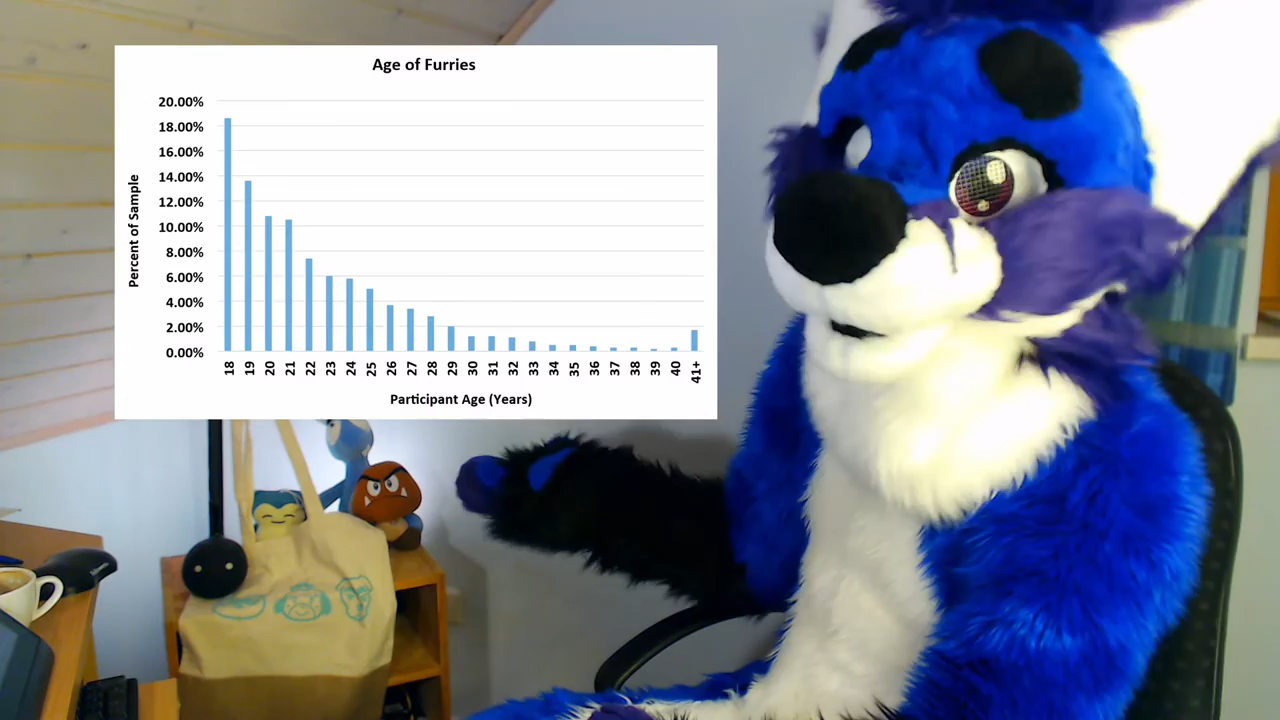 Age of Furries
20.00%
18.00%
16.00%
14.00%
12.00%
10.00%
8.00%
6.00%
4.00%
2.00%
0.00%
Percent of Sample
18 19 20 21 22 23 24 25 26 27 28 29 30 31 32 33 34 35 36 37 38 39 40 41+
Participant Age (Years)